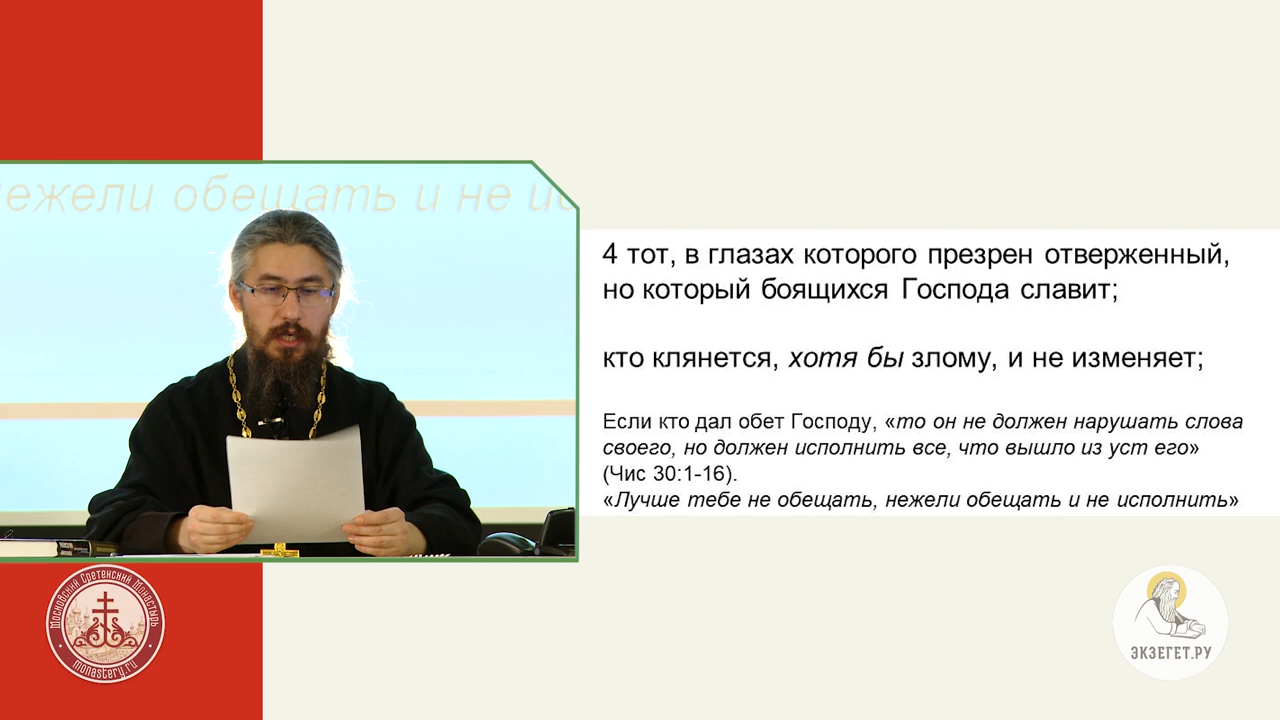 нежели обещать и не ис
4 тот, в глазах которого презрен отверженный,
но который боящихся Господа славит;
кто клянется, хотя бы злому, и не изменяет;
Если кто дал обет Господу, «то он не должен нарушать слова
своего, но должен исполнить все, что вышло из уст его»
(Чис 30:1-16).
«Лучше тебе не обещать, нежели обещать и не исполнить»
Московский Сретенский Монастырь
monastery.ru
ЭКЗЕГЕТ.РУ